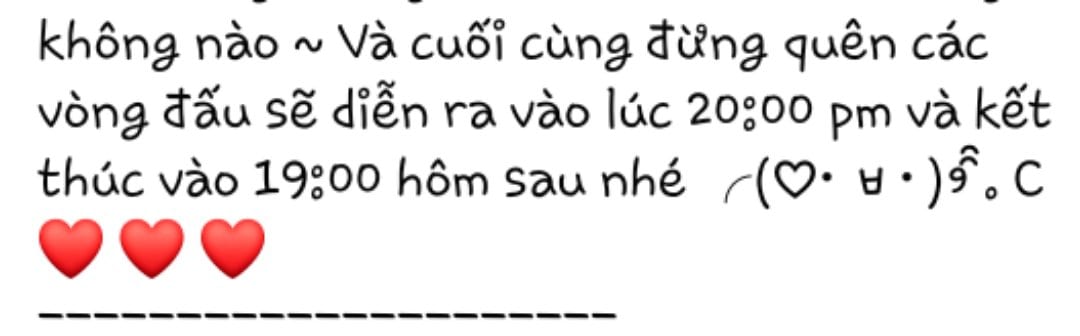 không nào ~ Và cuối cùng đừng quên các
vòng đấu sẽ diễn ra vào lúc 20:00 pm và kết
thúc vào 19:00 hôm sau nhé ╭(♡・ㅂ・)و ̑̑ 。C
❤️❤️❤️
----------------------